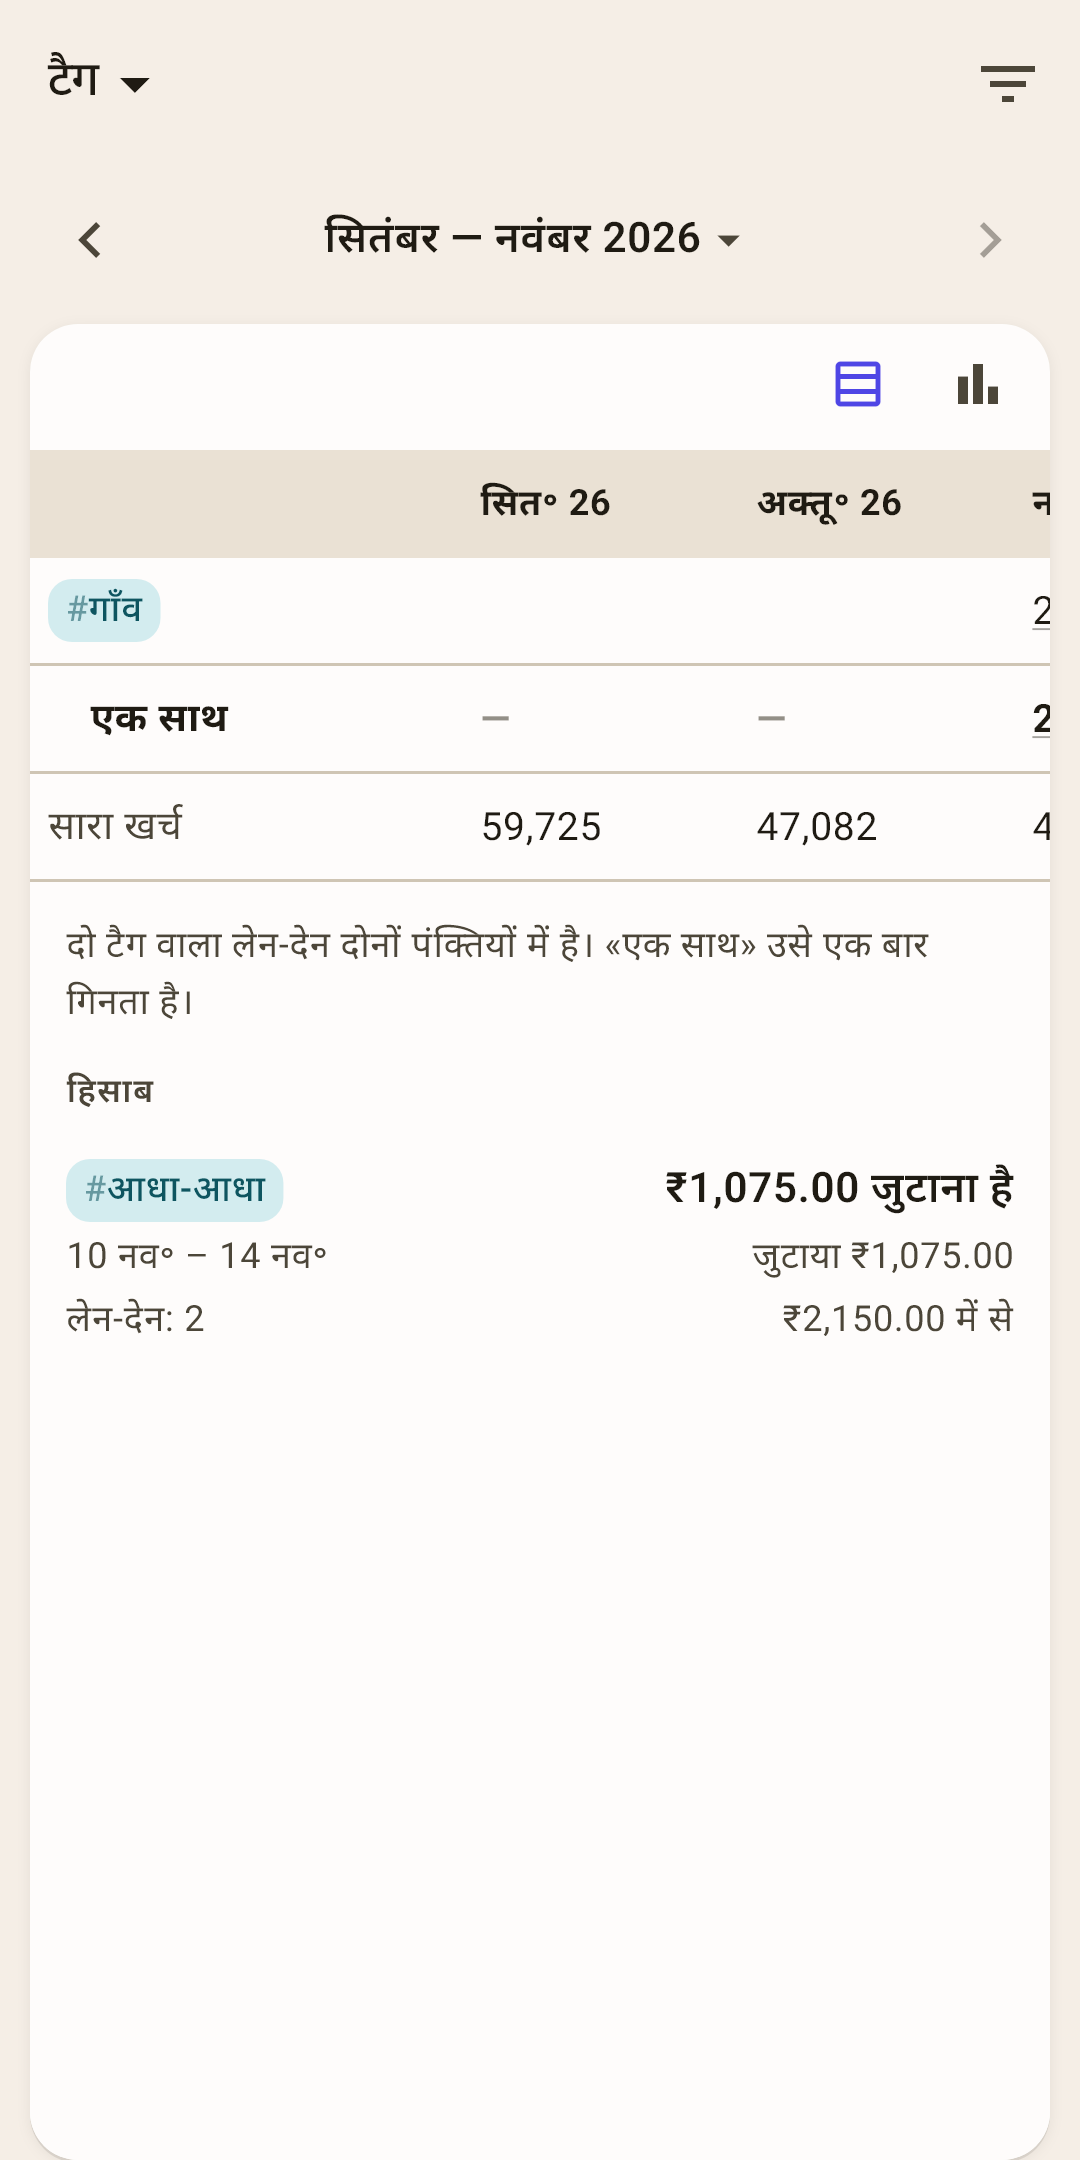 टैग
सितंबर — नवंबर 2026
सित॰ 26 अक्तू॰ 26
#गाँव
एक साथ — —
सारा खर्च 59,725 47,082
दो टैग वाला लेन-देन दोनों पंक्तियों में है। «एक साथ» उसे एक बार
गिनता है।
हिसाब
#आधा-आधा ₹1,075.00 जुटाना है
10 नव॰ – 14 नव॰ जुटाया ₹1,075.00
लेन-देन: 2 ₹2,150.00 में से